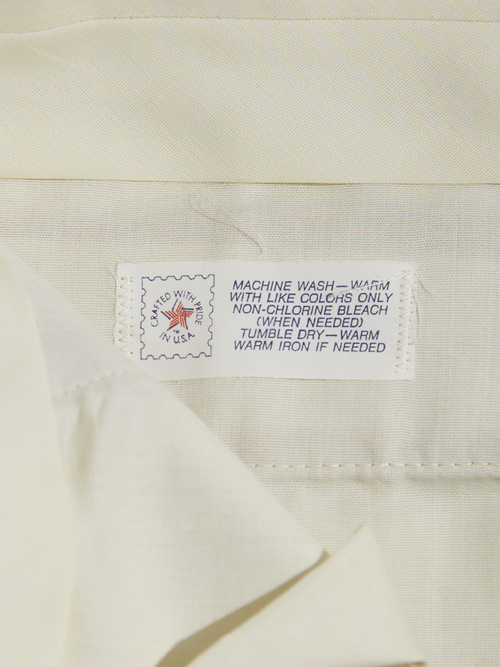 CRAFTED WITH PRIDE
IN U.S.A.
MACHINE WASH—WARM
WITH LIKE COLORS ONLY
NON-CHLORINE BLEACH
(WHEN NEEDED)
TUMBLE DRY—WARM
WARM IRON IF NEEDED